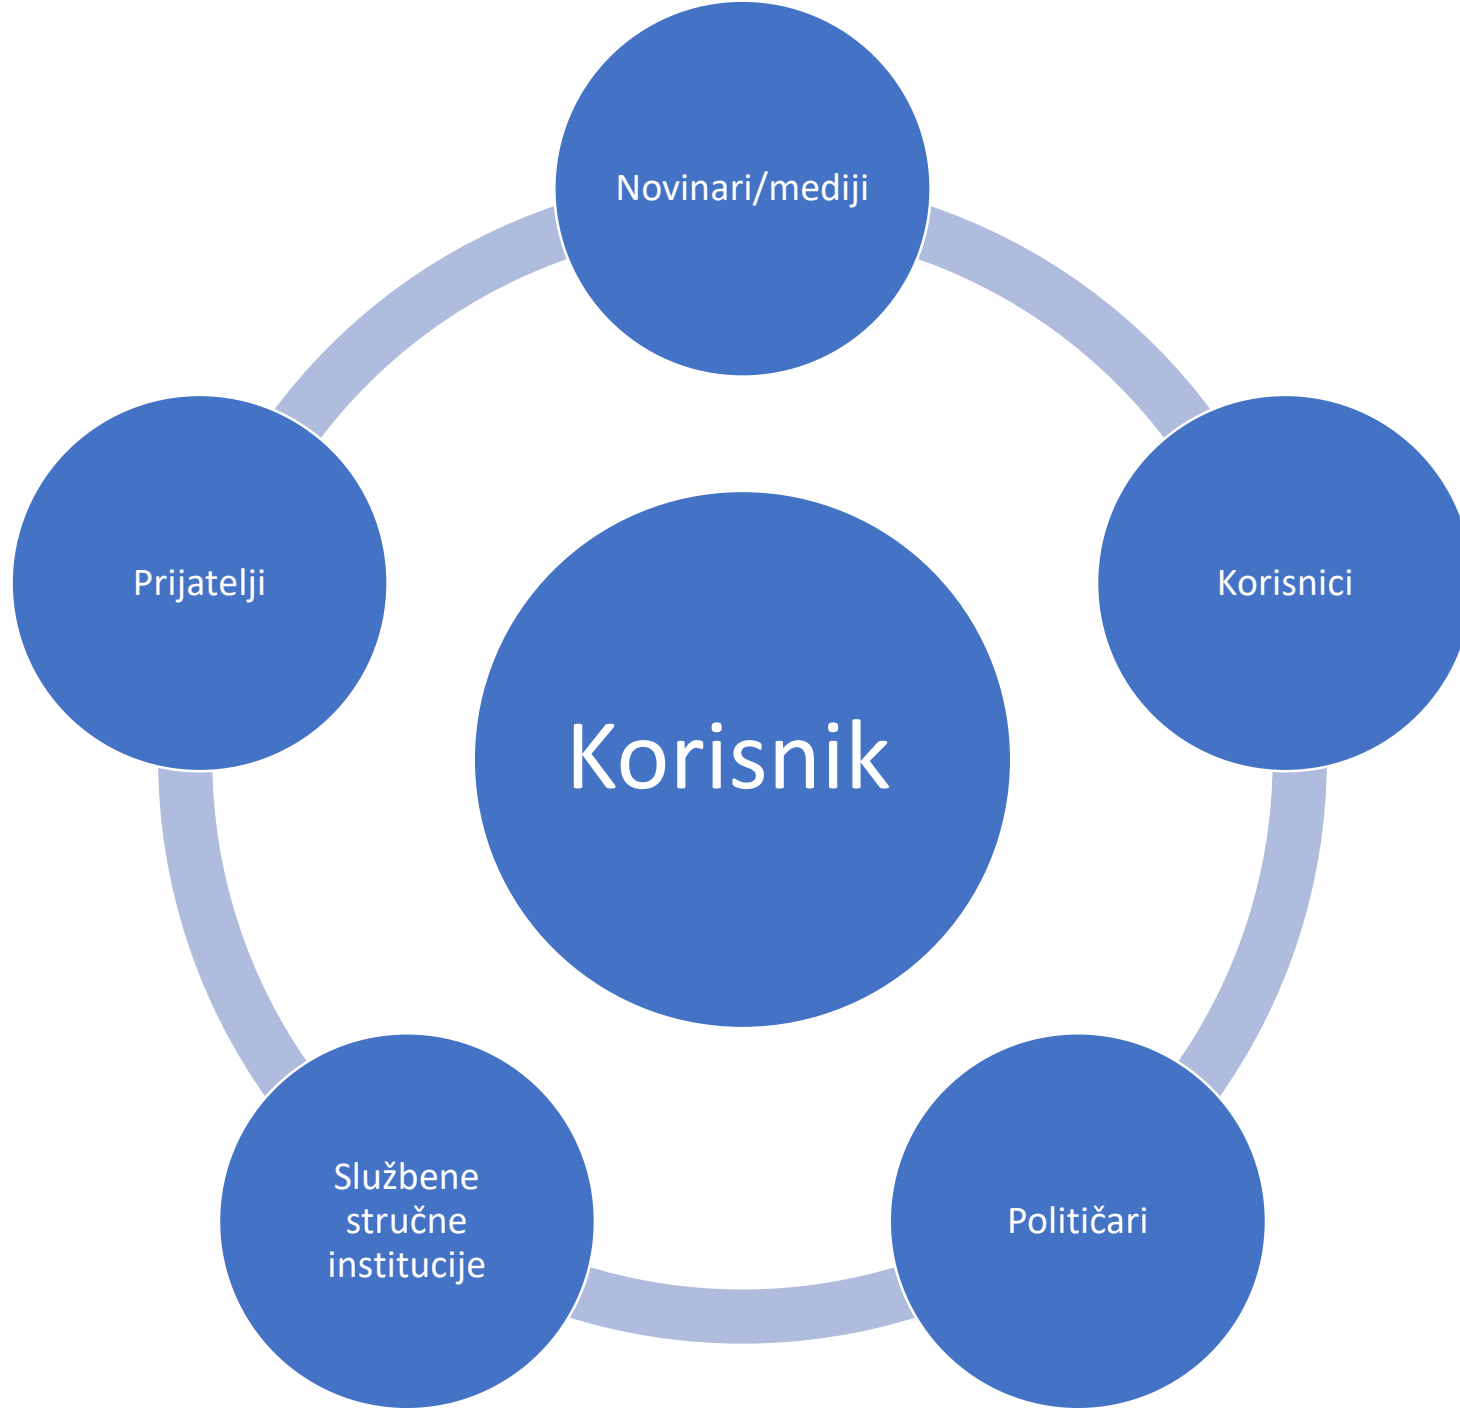 Novinari/mediji
Prijatelji
Korisnici
Korisnik
Službene
stručne
institucije
Političari